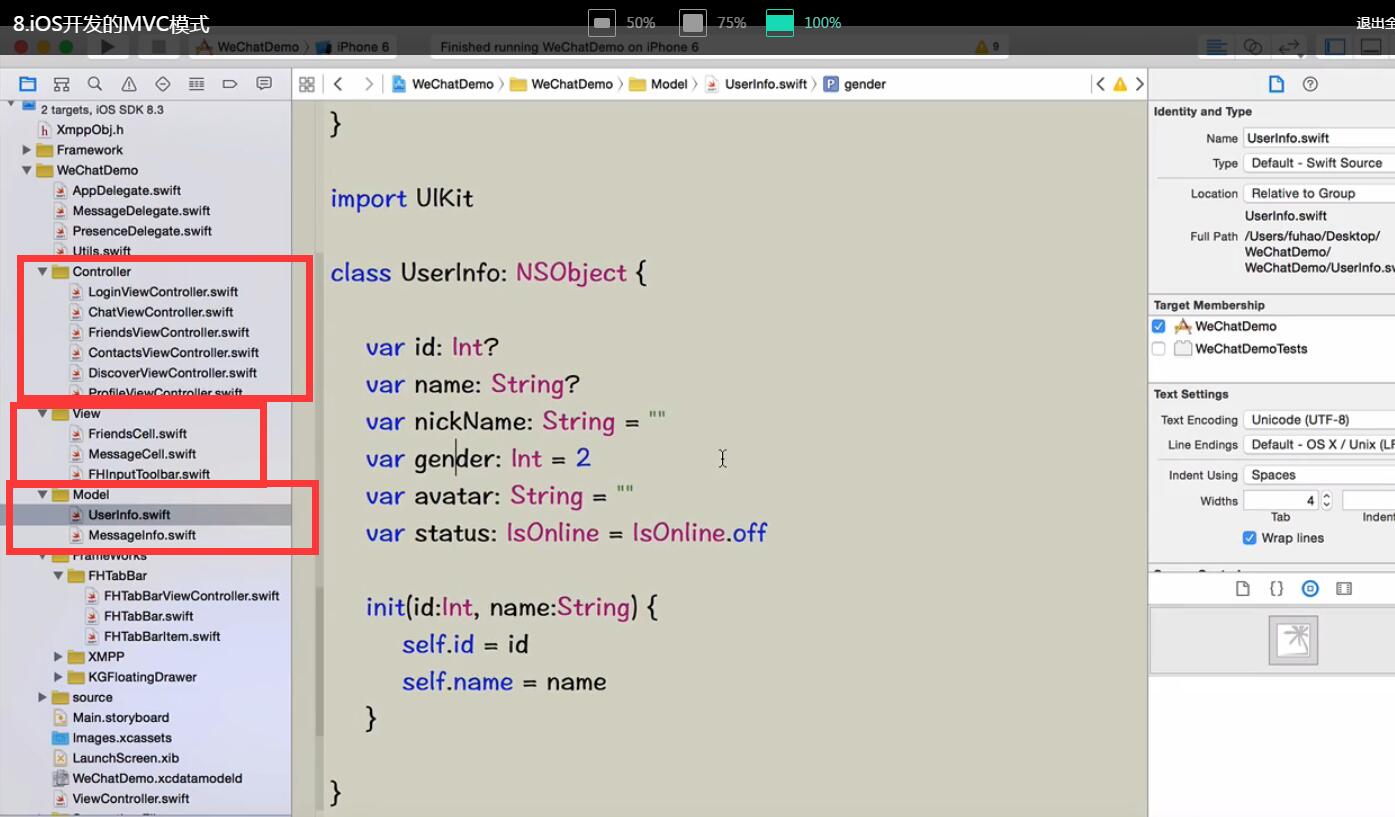 8.iOS开发的MVC模式
50%
75%
100%
退出全
WeChatDemo
iPhone 6
Finished running WeChatDemo on iPhone 6
9
WeChatDemo
WeChatDemo
Model
UserInfo.swift
gender
2 targets, iOS SDK 8.3
XmppObj.h
Framework
WeChatDemo
AppDelegate.swift
MessageDelegate.swift
PresenceDelegate.swift
Utils.swift
Controller
LoginViewController.swift
ChatViewController.swift
FriendsViewController.swift
ContactsViewController.swift
DiscoverViewController.swift
ProfileViewController.swift
View
FriendsCell.swift
MessageCell.swift
FHInputToolbar.swift
Model
UserInfo.swift
MessageInfo.swift
FrameWorks
FHTabBar
FHTabBarViewController.swift
FHTabBar.swift
FHTabBarItem.swift
XMPP
KGFloatingDrawer
source
Main.storyboard
Images.xcassets
LaunchScreen.xib
WeChatDemo.xcdatamodeld
ViewController.swift
}
import UIKit
class UserInfo: NSObject {
var id: Int?
var name: String?
var nickName: String = ""
var gender: Int = 2
var avatar: String = ""
var status: IsOnline = IsOnline.off
init(id:Int, name:String) {
self.id = id
self.name = name
}
}
Identity and Type
Name UserInfo.swift
Type Default - Swift Source
Location Relative to Group
UserInfo.swift
Full Path /Users/fuhao/Desktop/
WeChatDemo/
WeChatDemo/UserInfo.sv
Target Membership
WeChatDemo
WeChatDemoTests
Text Settings
Text Encoding Unicode (UTF-8)
Line Endings Default - OS X / Unix (LF
Indent Using Spaces
Widths 4
Tab Indent
Wrap lines